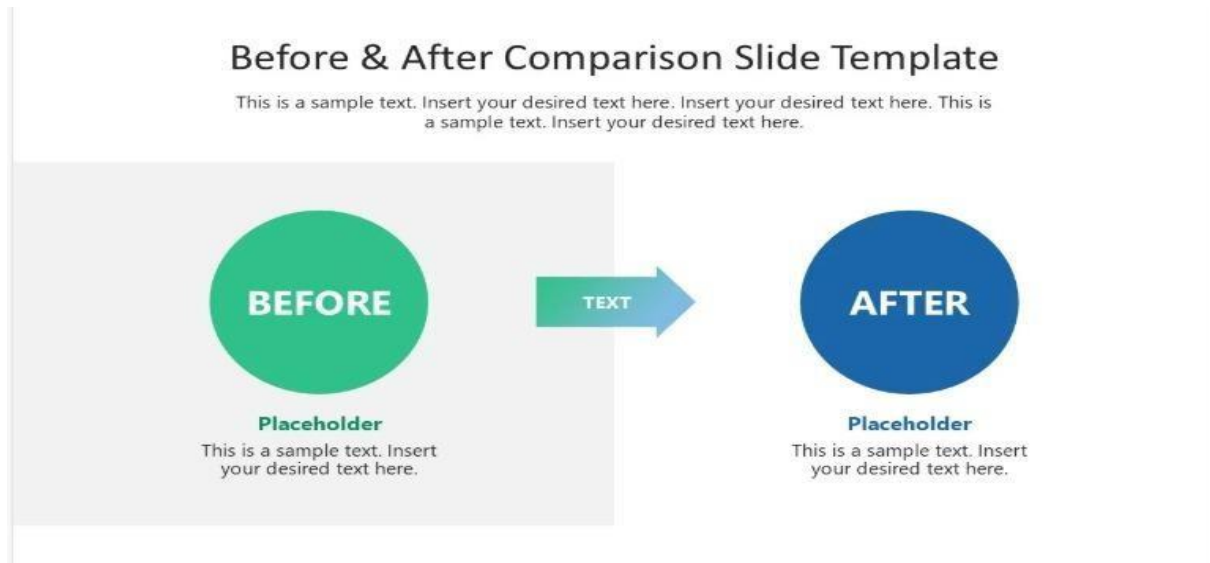 Before & After Comparison Slide Template
This is a sample text. Insert your desired text here. Insert your desired text here. This is
a sample text. Insert your desired text here.
BEFORE
TEXT
AFTER
Placeholder
This is a sample text. Insert
your desired text here.
Placeholder
This is a sample text. Insert
your desired text here.